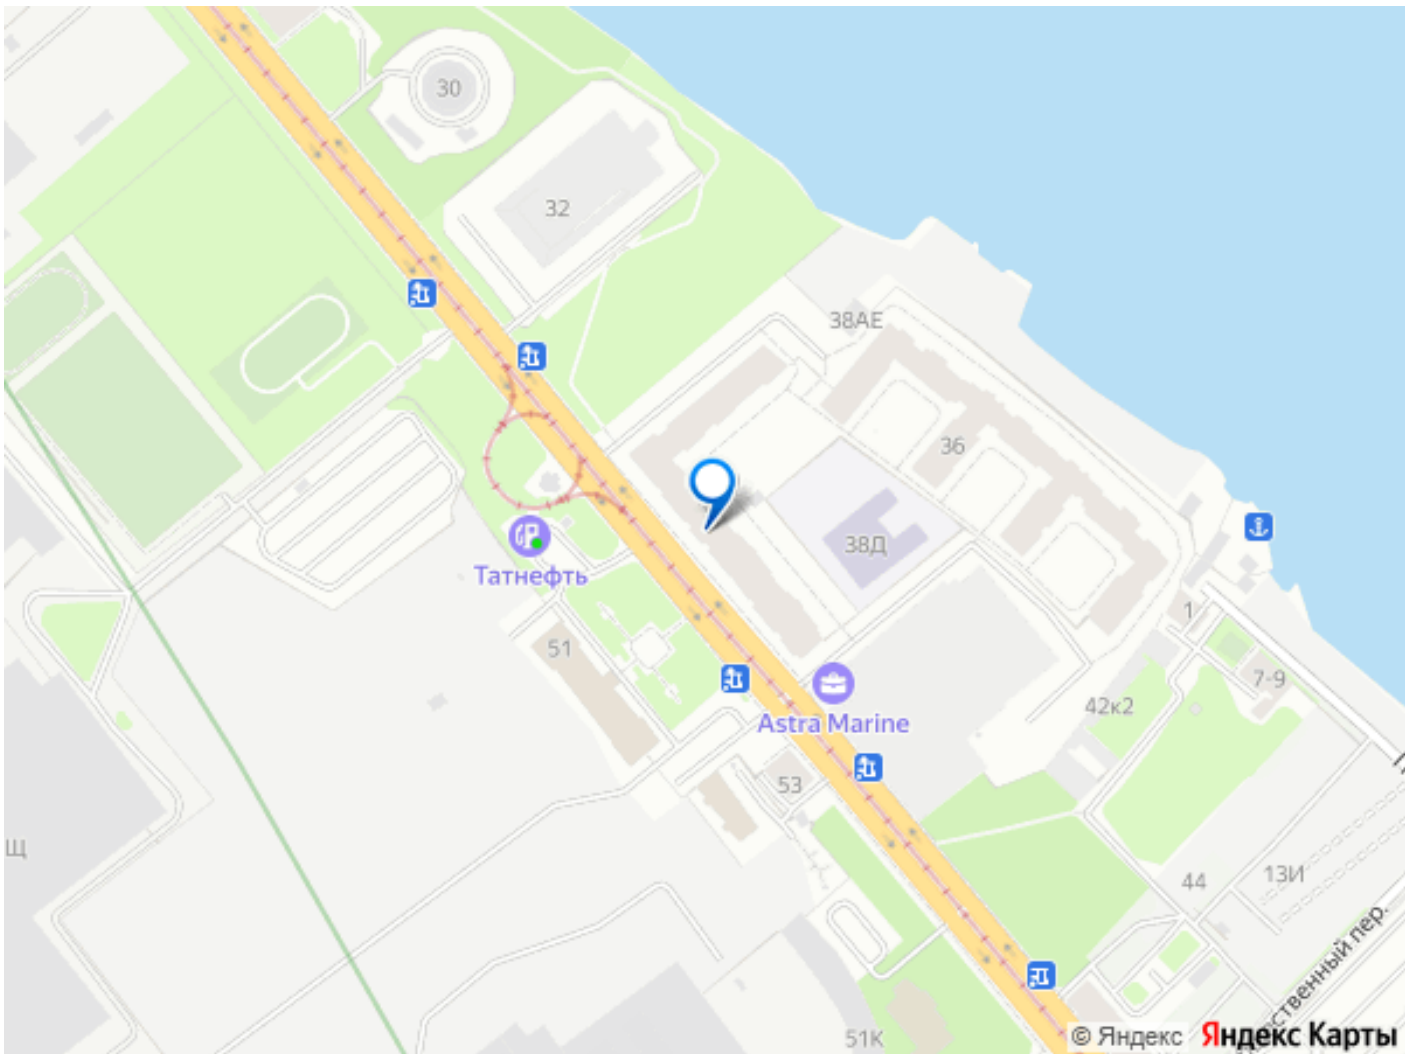 30
32
38АЕ
36
38Д
Татнефть
51
1
7-9
42к2
Astra Marine
53
Щ
44
13И
ственный пер.
51К
© Яндекс Яндекс Карты